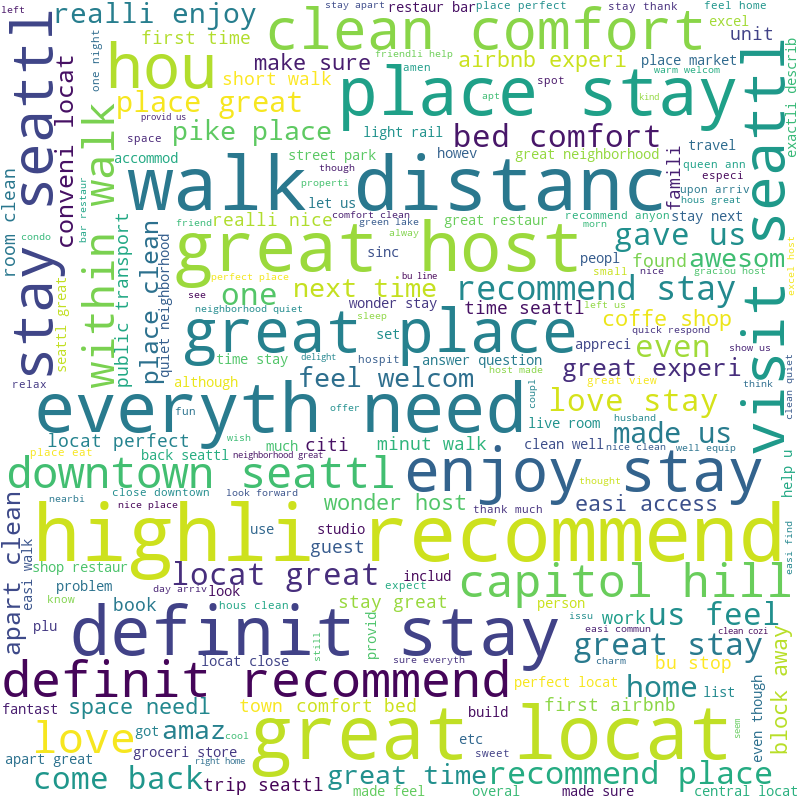 left
realli enjoy
stay apart
restaur bar
place perfect
stay thank
feel home
clean comfort
friendli help
amen
excel
unit
first time
make sure
airbnb experi
place market
exactli describ
one night
hou
short walk
place stay
spot
warm welcom
apt
kind
place great
provid us
space
pike place
light rail
bed comfort
travel
visit seattl
conveni locat
stay seattl
within walk
accommod
street park
howev
great neighborhood
queen ann
though
walk distanc
famili
especi
properti
let us
upon arriv
hous great
room clean
bar restaur
friend
realli nice
comfort clean
green lake
great restaur
recommend anyon
stay next
condo
alway
morn
great host
gave us
sinc
peopl
found
awesom
excel host
public transport
place clean
quiet neighborhood
perfect place
bu line
small
nice
graciou host
see
one
next time
recommend stay
seattl great
neighborhood quiet
wonder stay
time seattl
left us
sleep
set
coffe shop
quick respond
great place
appreci
even
show us
time stay
delight
hospit
answer question
relax
although
feel welcom
host made
great experi
great view
think
clean quiet
fun
offer
coupl
love stay
husband
everyth need
live room
made us
wish
locat perfect
much
citi
minut walk
clean well
nice clean
well equip
place eat
back seattl
neighborhood great
downtown seattl
enjoy stay
help u
close downtown
look forward
thought
nearbi
nice place
wonder host
thank much
easi access
apart clean
easi walk
highli recommend
use
studio
guest
easi find
shop restaur
locat great
includ
capitol hill
problem
day arriv
look
expect
know
book
hous clean
stay great
person
issu
work
us feel
plu
provid
easi commun
clean cozi
definit stay
still
great stay
locat close
sure everyth
charm
bu stop
block away
definit recommend
perfect locat
home
list
even though
fantast
space needl
town comfort bed
build
first airbnb
love
got
amaz
cool
great locat
seem
groceri store
etc
sweet
apart great
right home
come back
trip seattl
great time
recommend place
made feel
overal
made sure
central locat